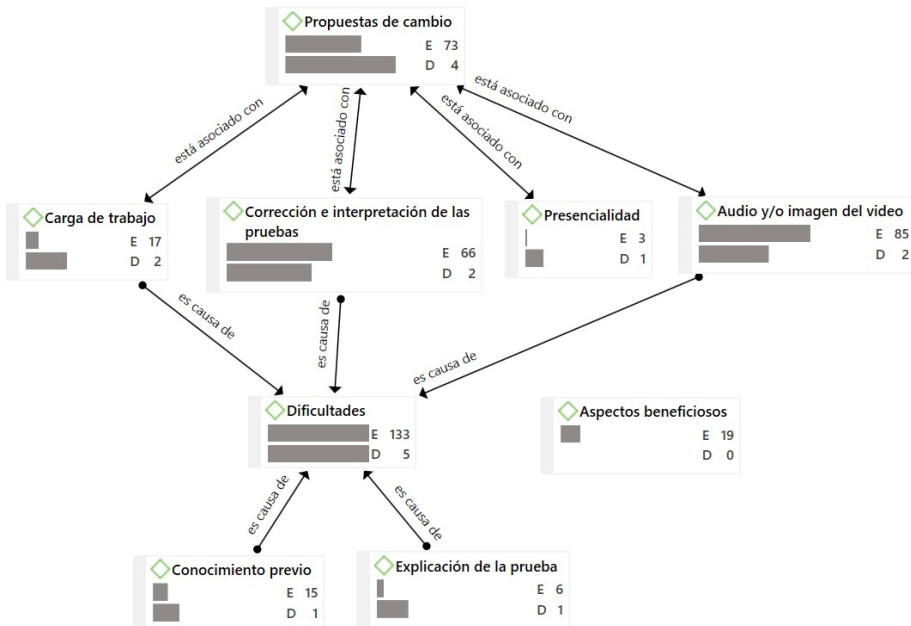 Propuestas de cambio
E 73
D 4
está asociado con
está asociado con
está asociado con
está asociado con
Carga de trabajo
E 17
D 2
Corrección e interpretación de las
pruebas
E 66
D 2
Presencialidad
E 3
D 1
Audio y/o imagen del video
E 85
D 2
es causa de
es causa de
es causa de
Dificultades
E 133
D 5
Aspectos beneficiosos
E 19
D 0
es causa de
es causa de
Conocimiento previo
E 15
D 1
Explicación de la prueba
E 6
D 1